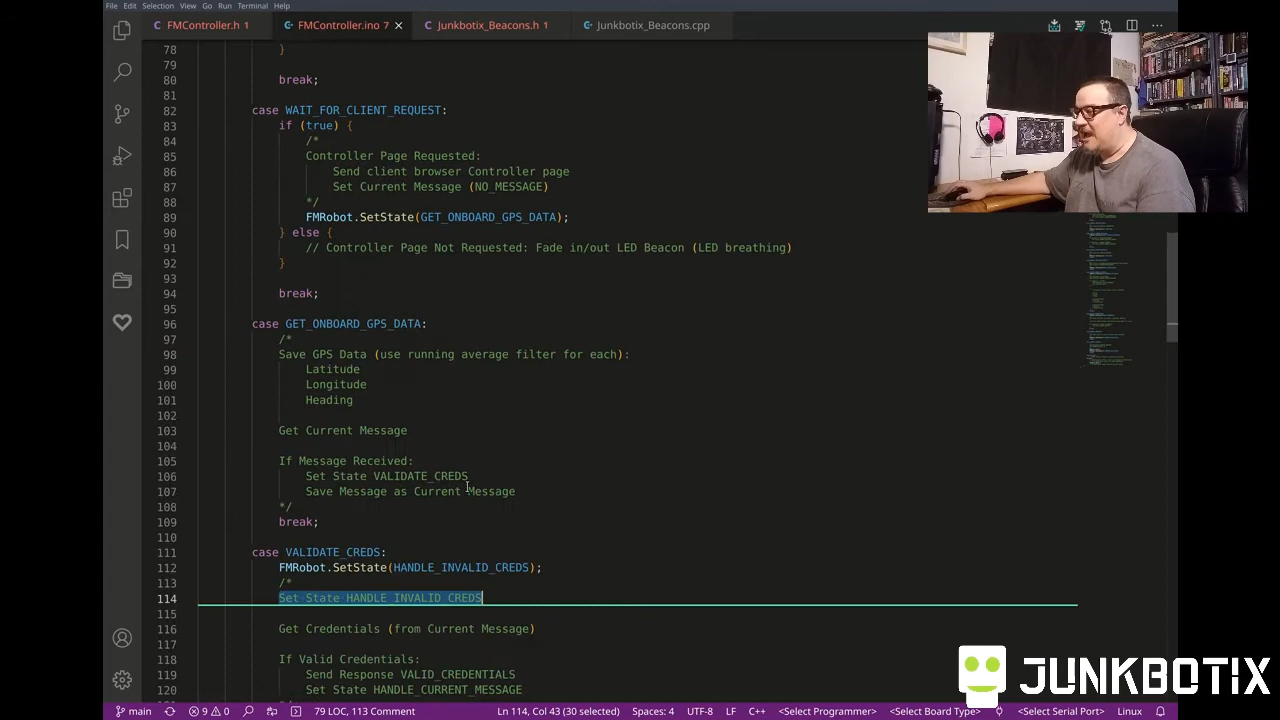 File Edit Selection View Go Run Terminal Help
FMController.h 1 FMController.ino 7 Junkbotix_Beacons.h 1 Junkbotix_Beacons.cpp
78 }
79
80 break;
81
82 case WAIT_FOR_CLIENT_REQUEST:
83 if (true) {
84 /*
85 Controller Page Requested:
86 Send client browser Controller page
87 Set Current Message (NO_MESSAGE)
88 */
89 FMRobot.SetState(GET_ONBOARD_GPS_DATA);
90 } else {
91 // Controller Page Not Requested: Fade in/out LED Beacon (LED breathing)
92 }
93
94 break;
95
96 case GET_ONBOARD_GPS_DATA:
97 /*
98 Save GPS Data (use running average filter for each):
99 Latitude
100 Longitude
101 Heading
102
103 Get Current Message
104
105 If Message Received:
106 Set State VALIDATE_CREDS
107 Save Message as Current Message
108 */
109 break;
110
111 case VALIDATE_CREDS:
112 FMRobot.SetState(HANDLE_INVALID_CREDS);
113 /*
114 Set State HANDLE_INVALID_CREDS
115
116 Get Credentials (from Current Message)
117
118 If Valid Credentials:
119 Send Response VALID_CREDENTIALS
120 Set State HANDLE_CURRENT_MESSAGE
JUNKBOTIX
main 9 0 79 LOC, 113 Comment Ln 114, Col 43 (30 selected) Spaces: 4 UTF-8 LF C++ <Select Programmer> <Select Board Type> <Select Serial Port> Linux